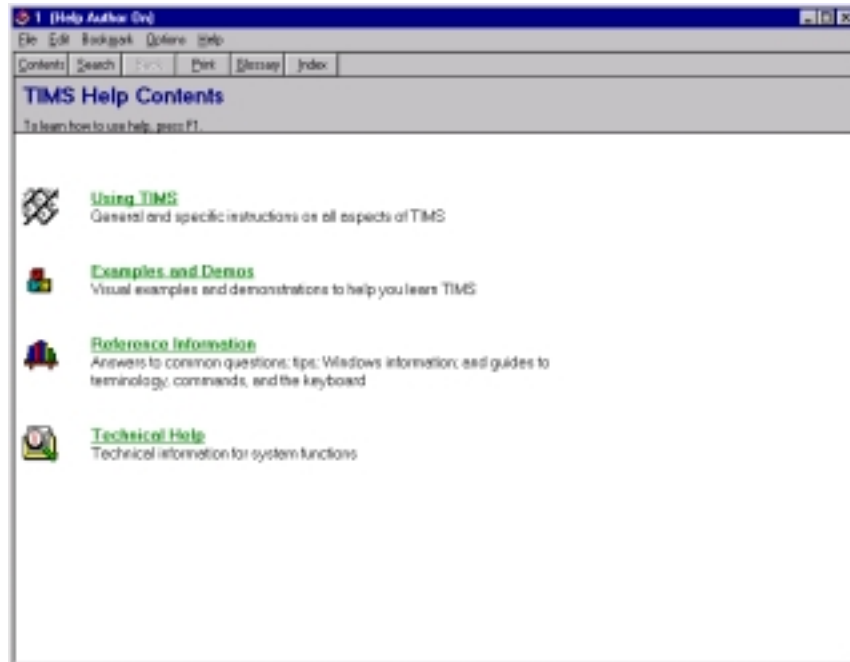 1 (Help Author On)
File Edit Bookmark Options Help
Contents Search Back Print Glossary Index
TIMS Help Contents
To learn how to use help, press F1.
Using TIMS
General and specific instructions on all aspects of TIMS
Examples and Demos
Visual examples and demonstrations to help you learn TIMS
Reference Information
Answers to common questions; tips; Windows information; and guides to
terminology, commands, and the keyboard
Technical Help
Technical information for system functions